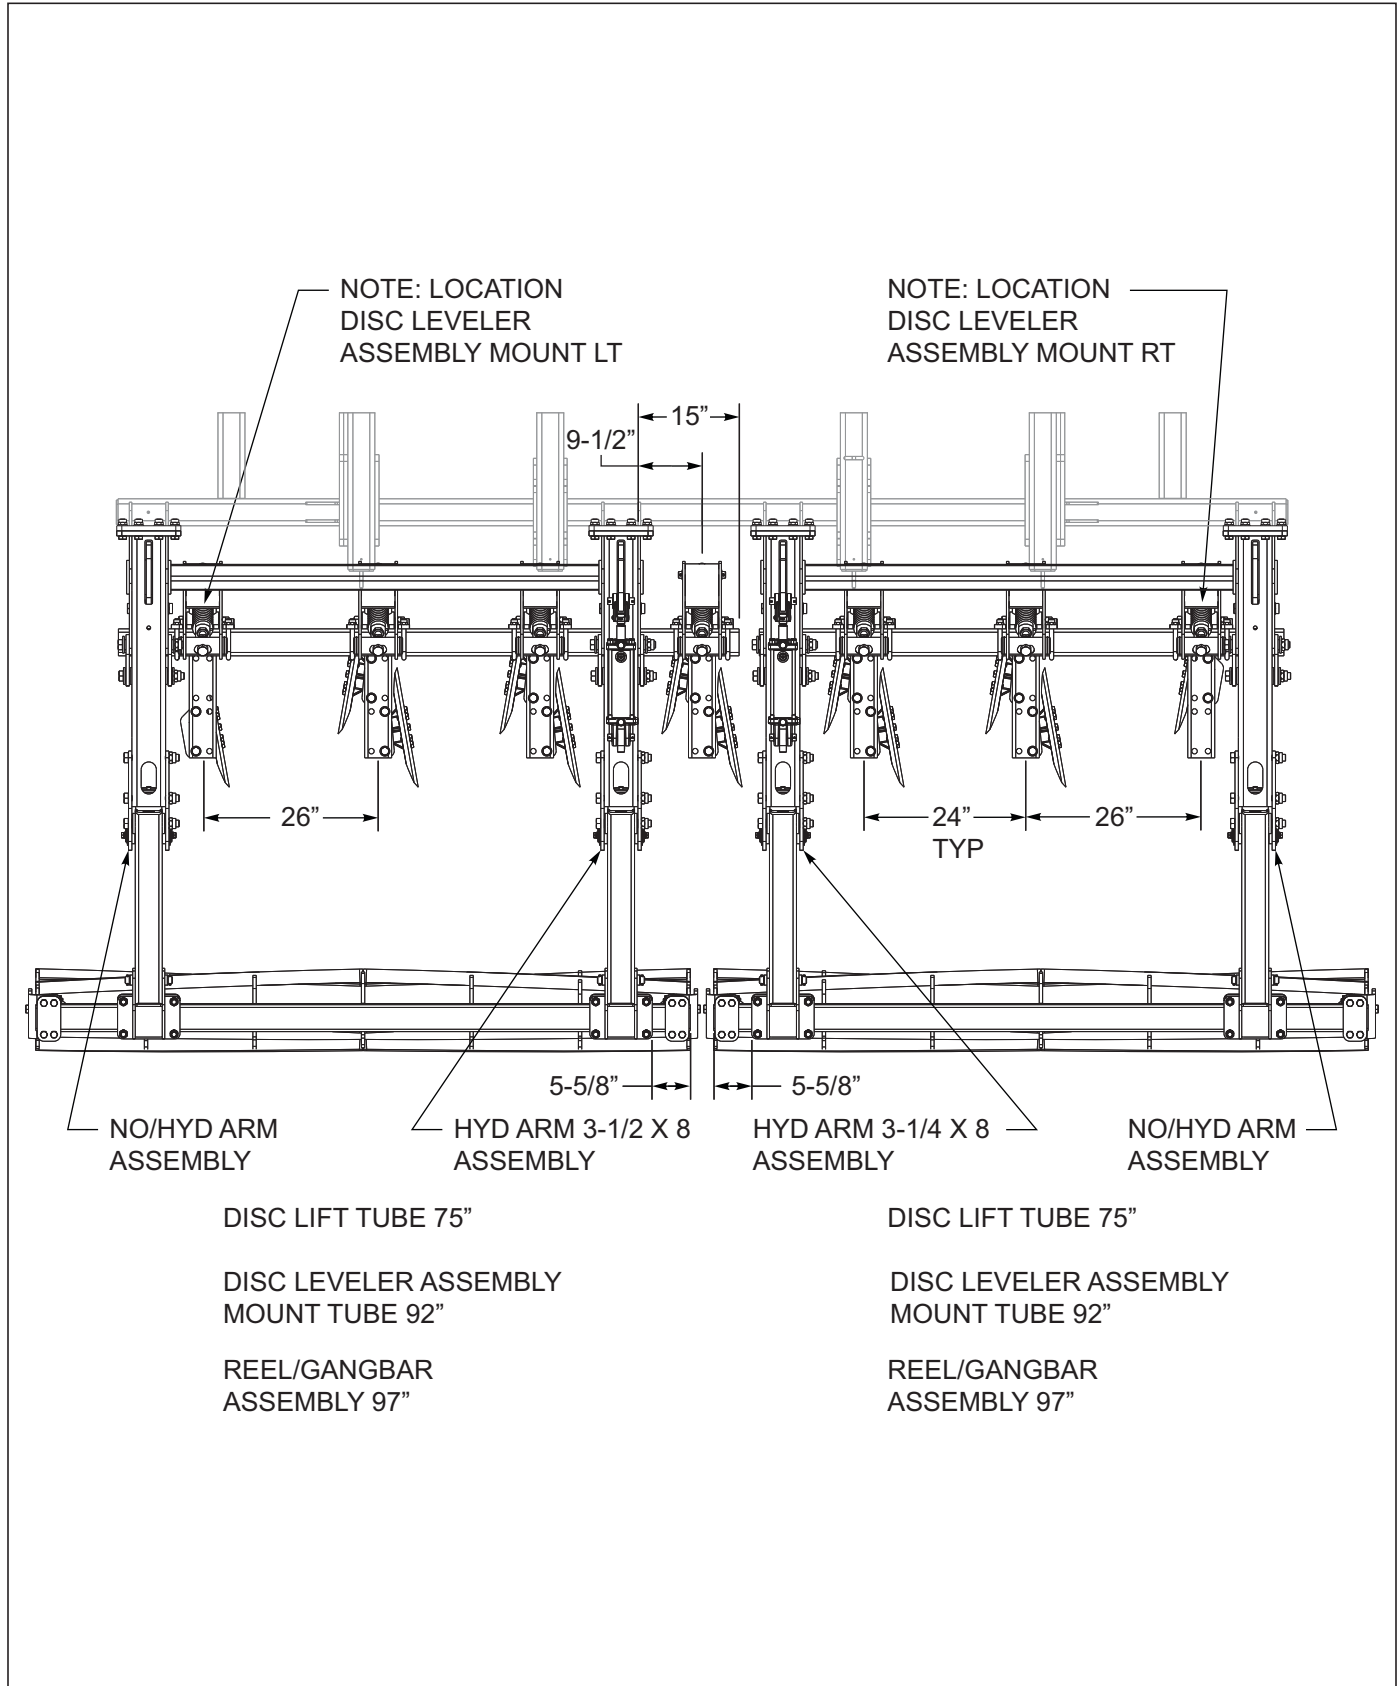 NOTE: LOCATION
DISC LEVELER
ASSEMBLY MOUNT LT
NOTE: LOCATION
DISC LEVELER
ASSEMBLY MOUNT RT
15”
9-1/2”
26”
24”
TYP
26”
5-5/8”
5-5/8”
NO/HYD ARM
ASSEMBLY
HYD ARM 3-1/2 X 8
ASSEMBLY
HYD ARM 3-1/4 X 8
ASSEMBLY
NO/HYD ARM
ASSEMBLY
DISC LIFT TUBE 75”
DISC LEVELER ASSEMBLY
MOUNT TUBE 92”
REEL/GANGBAR
ASSEMBLY 97”
DISC LIFT TUBE 75”
DISC LEVELER ASSEMBLY
MOUNT TUBE 92”
REEL/GANGBAR
ASSEMBLY 97”